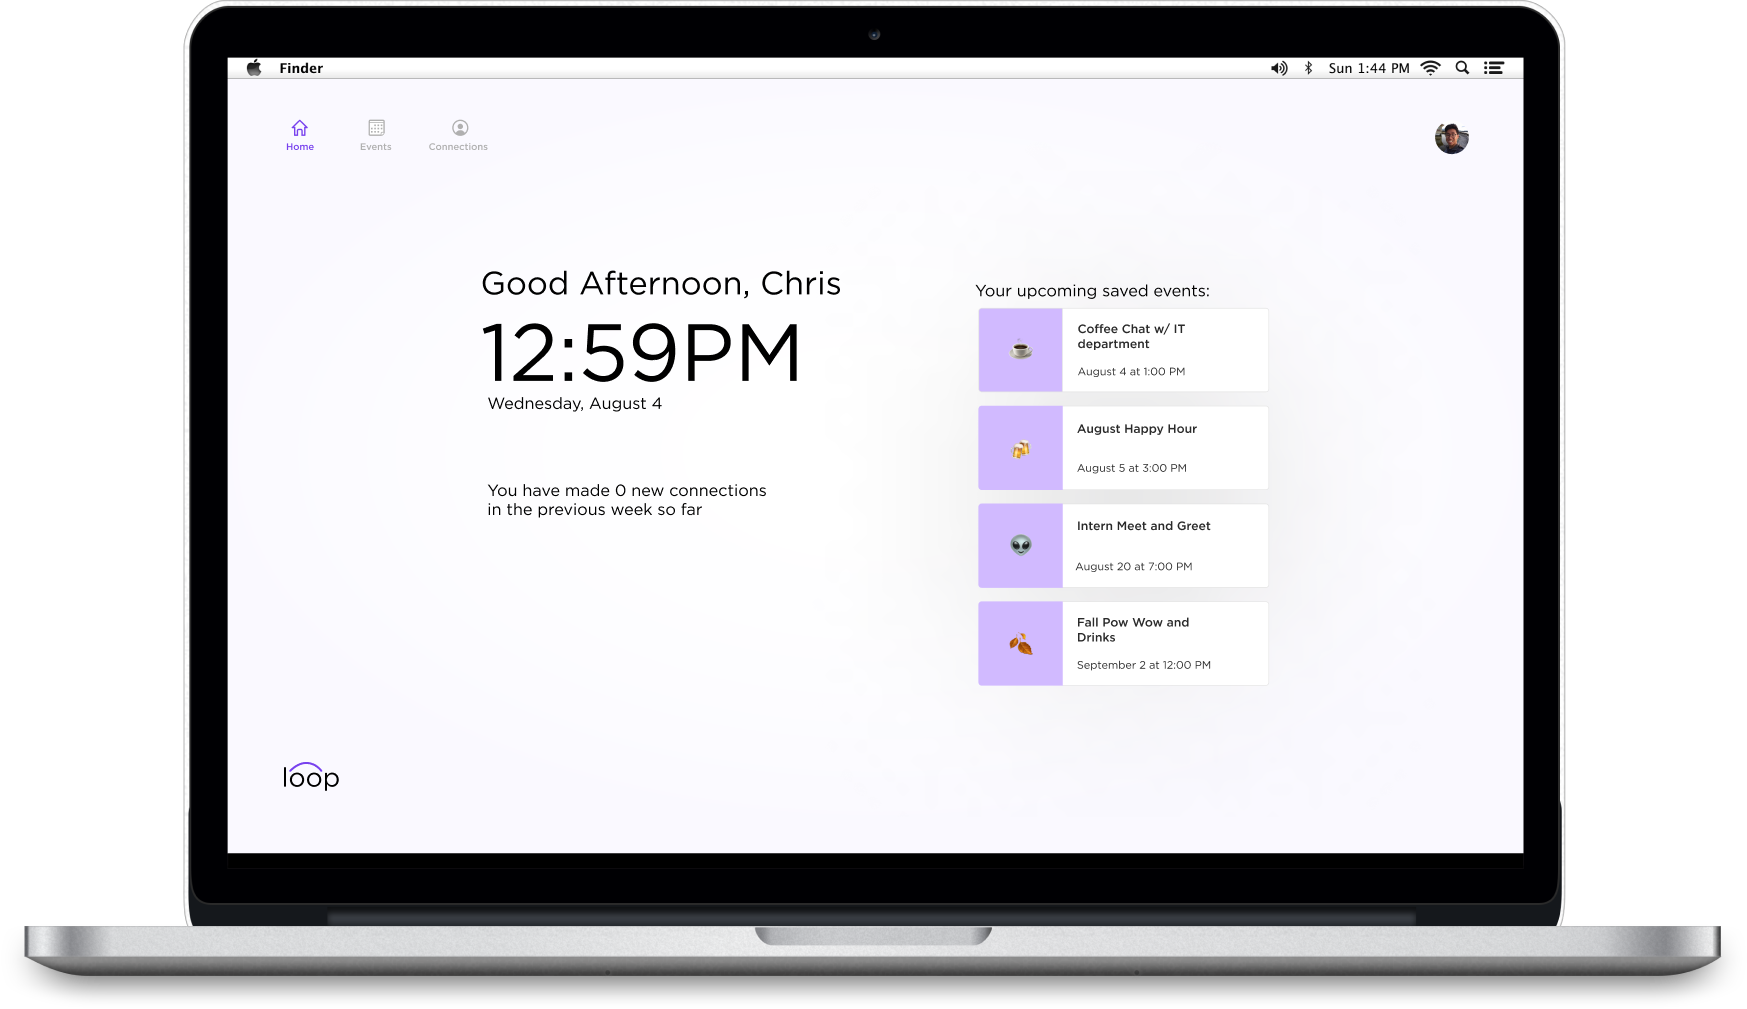 Finder
Sun 1:44 PM
Home
Events
Connections
Good Afternoon, Chris
12:59PM
Wednesday, August 4
You have made 0 new connections
in the previous week so far
Your upcoming saved events:
Coffee Chat w/ IT
department
August 4 at 1:00 PM
August Happy Hour
August 5 at 3:00 PM
Intern Meet and Greet
August 20 at 7:00 PM
Fall Pow Wow and
Drinks
September 2 at 12:00 PM
loop